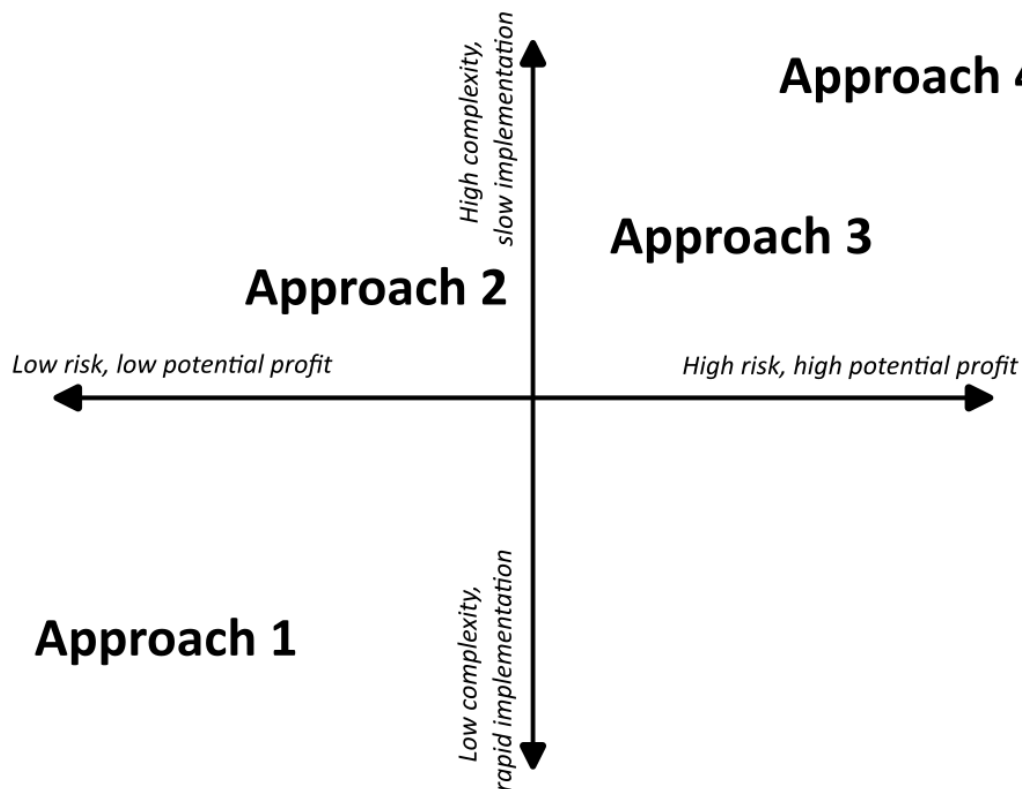 High complexity,
slow implementation
Approach 4
Approach 3
Approach 2
Low risk, low potential profit
High risk, high potential profit
Low complexity,
rapid implementation
Approach 1